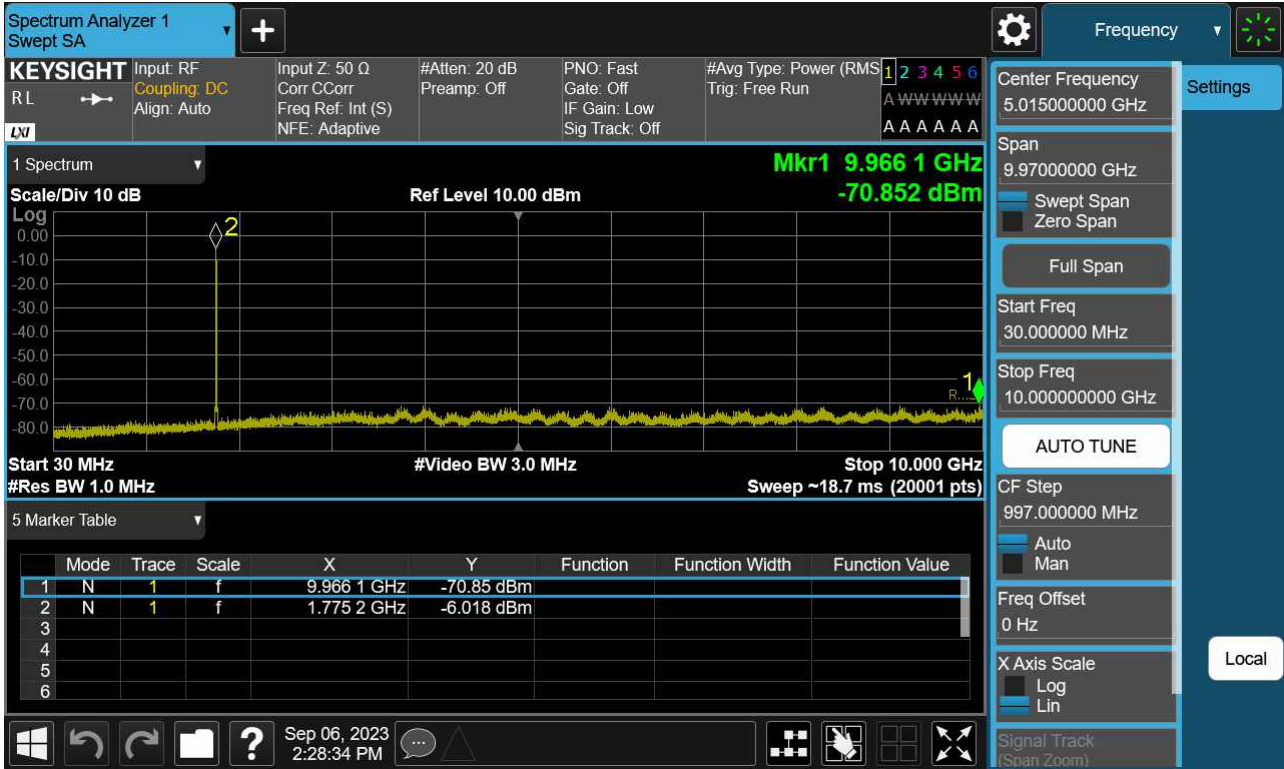 Spectrum Analyzer 1
Swept SA
Frequency
KEYSIGHT
RL
LXI
Input: RF
Coupling: DC
Align: Auto
Input Z: 50 Ω
Corr CCorr
Freq Ref: Int (S)
NFE: Adaptive
#Atten: 20 dB
Preamp: Off
PNO: Fast
Gate: Off
IF Gain: Low
Sig Track: Off
#Avg Type: Power (RMS
Trig: Free Run
1 2 3 4 5 6
A W W W W W
A A A A A A
1 Spectrum
Mkr1 9.966 1 GHz
Scale/Div 10 dB
Ref Level 10.00 dBm
-70.852 dBm
Log
0.00
-10.0
-20.0
-30.0
-40.0
-50.0
-60.0
-70.0
-80.0
2
1
R...S
Start 30 MHz
#Video BW 3.0 MHz
Stop 10.000 GHz
#Res BW 1.0 MHz
Sweep ~18.7 ms (20001 pts)
5 Marker Table
Mode Trace Scale X Y Function Function Width Function Value
1 N 1 f 9.966 1 GHz -70.85 dBm
2 N 1 f 1.775 2 GHz -6.018 dBm
3
4
5
6
Sep 06, 2023
2:28:34 PM
?
Center Frequency
5.015000000 GHz
Span
9.97000000 GHz
Swept Span
Zero Span
Full Span
Start Freq
30.000000 MHz
Stop Freq
10.000000000 GHz
AUTO TUNE
CF Step
997.000000 MHz
Auto
Man
Freq Offset
0 Hz
X Axis Scale
Log
Lin
Signal Track
(Span Zoom)
Settings
Local